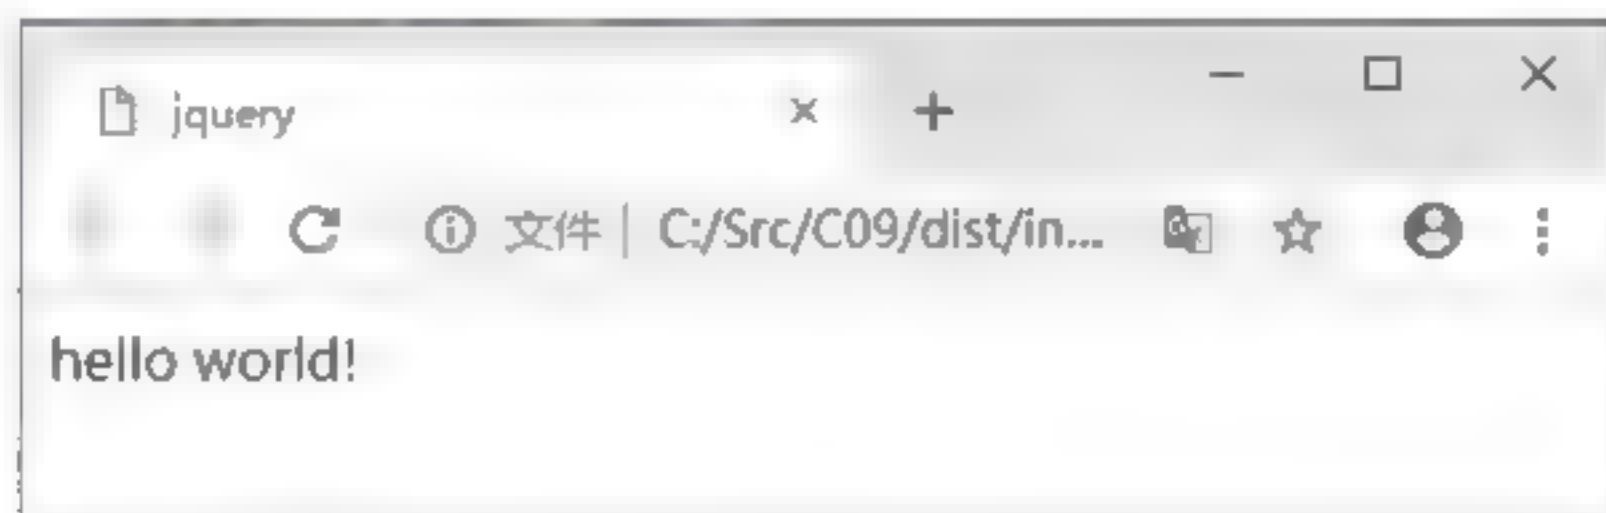 jquery
文件 | C:/Src/C09/dist/in...
hello world!